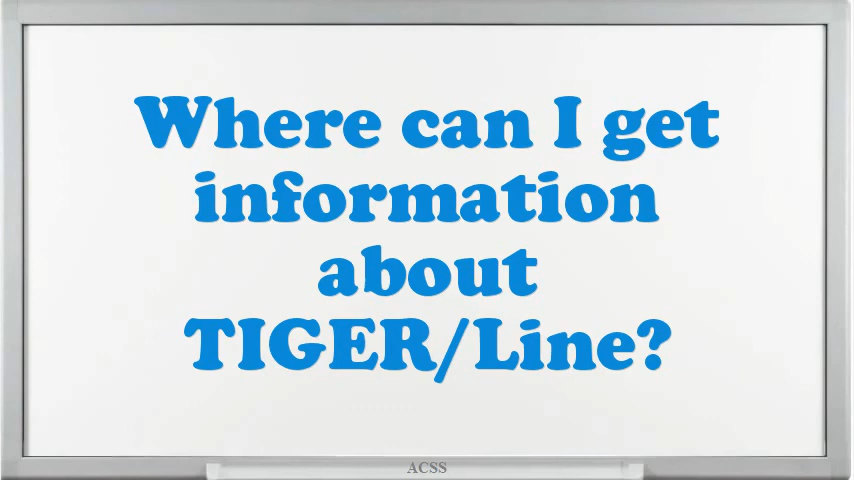 Where can I get
information
about
TIGER/Line?
ACSS